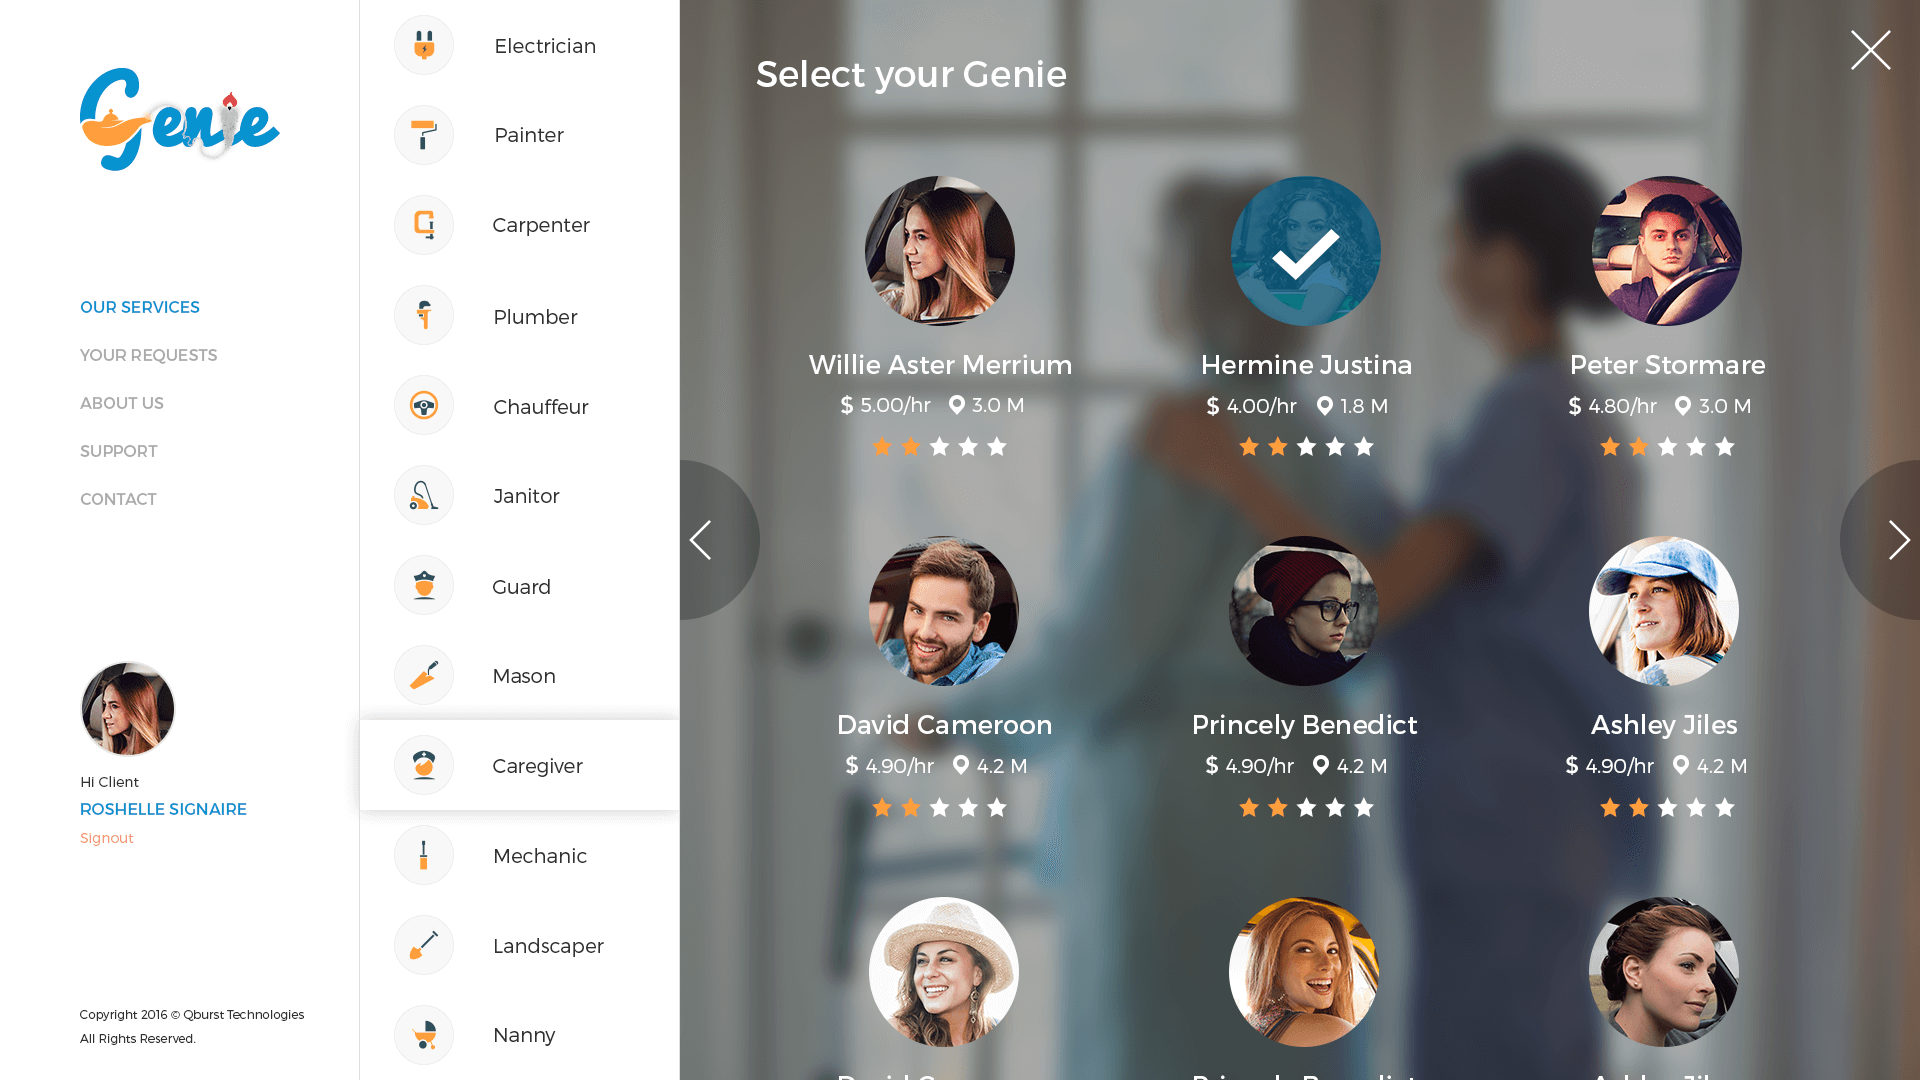 Genie
OUR SERVICES
YOUR REQUESTS
ABOUT US
SUPPORT
CONTACT
Hi Client
ROSHELLE SIGNAIRE
Signout
Copyright 2016 © Qburst Technologies
All Rights Reserved.
Electrician
Painter
Carpenter
Plumber
Chauffeur
Janitor
Guard
Mason
Caregiver
Mechanic
Landscaper
Nanny
Select your Genie
Willie Aster Merrium
$ 5.00/hr 3.0 M
Hermine Justina
$ 4.00/hr 1.8 M
Peter Stormare
$ 4.80/hr 3.0 M
David Cameroon
$ 4.90/hr 4.2 M
Princely Benedict
$ 4.90/hr 4.2 M
Ashley Jiles
$ 4.90/hr 4.2 M